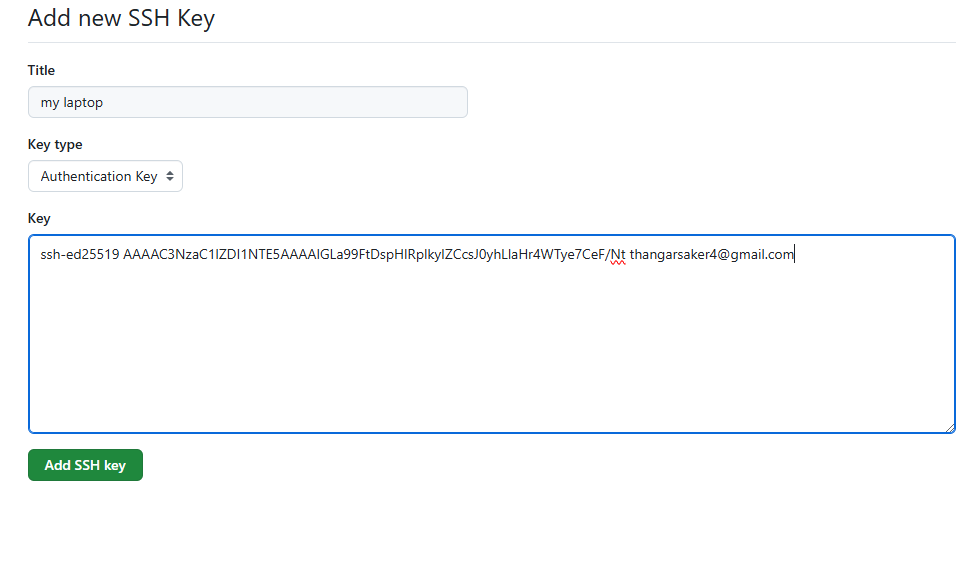 Add new SSH Key
Title
my laptop
Key type
Authentication Key
Key
ssh-ed25519 AAAAC3NzaC1lZDI1NTE5AAAAIGLa99FtDspHIRpIkyIZCcsJ0yhLlaHr4WTye7CeF/Nt thangarsaker4@gmail.com
Add SSH key